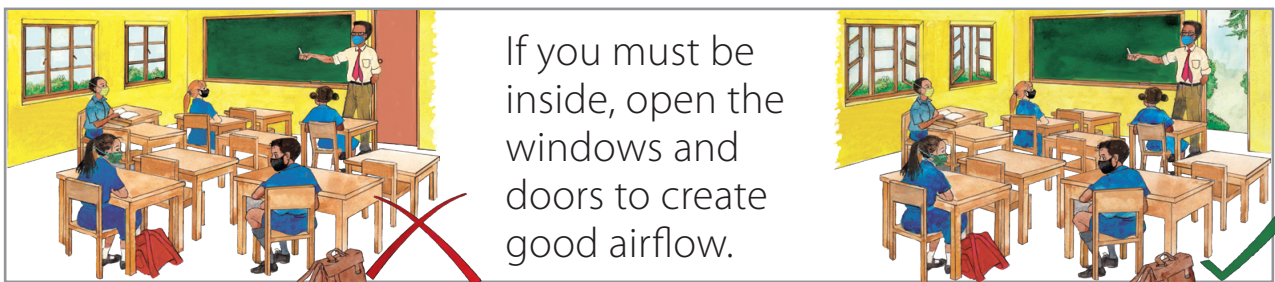 If you must be
inside, open the
windows and
doors to create
good airflow.